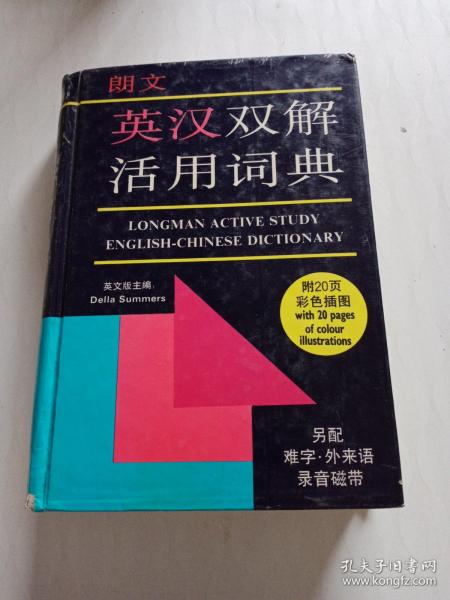 朗文
英汉双解
活用词典
LONGMAN ACTIVE STUDY
ENGLISH-CHINESE DICTIONARY
英文版主编:
Della Summers
附20页
彩色插图
with 20 pages
of colour
illustrations
另配
难字·外来语
录音磁带
孔夫子旧书网
www.kongfz.com